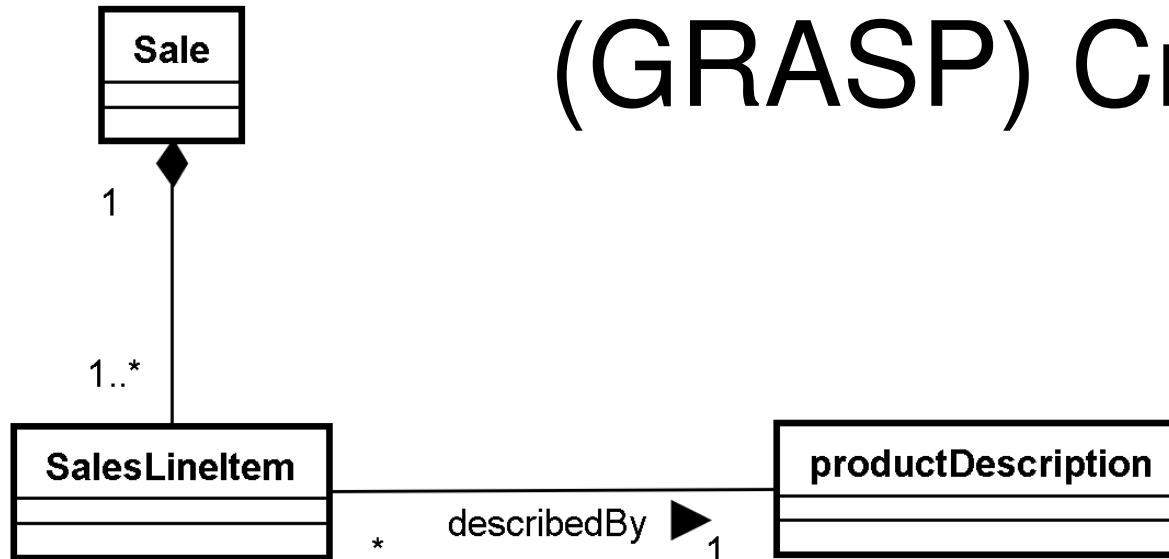 Sale
(GRASP) Cr
1
1..*
SalesLineItem
productDescription
describedBy
*
1